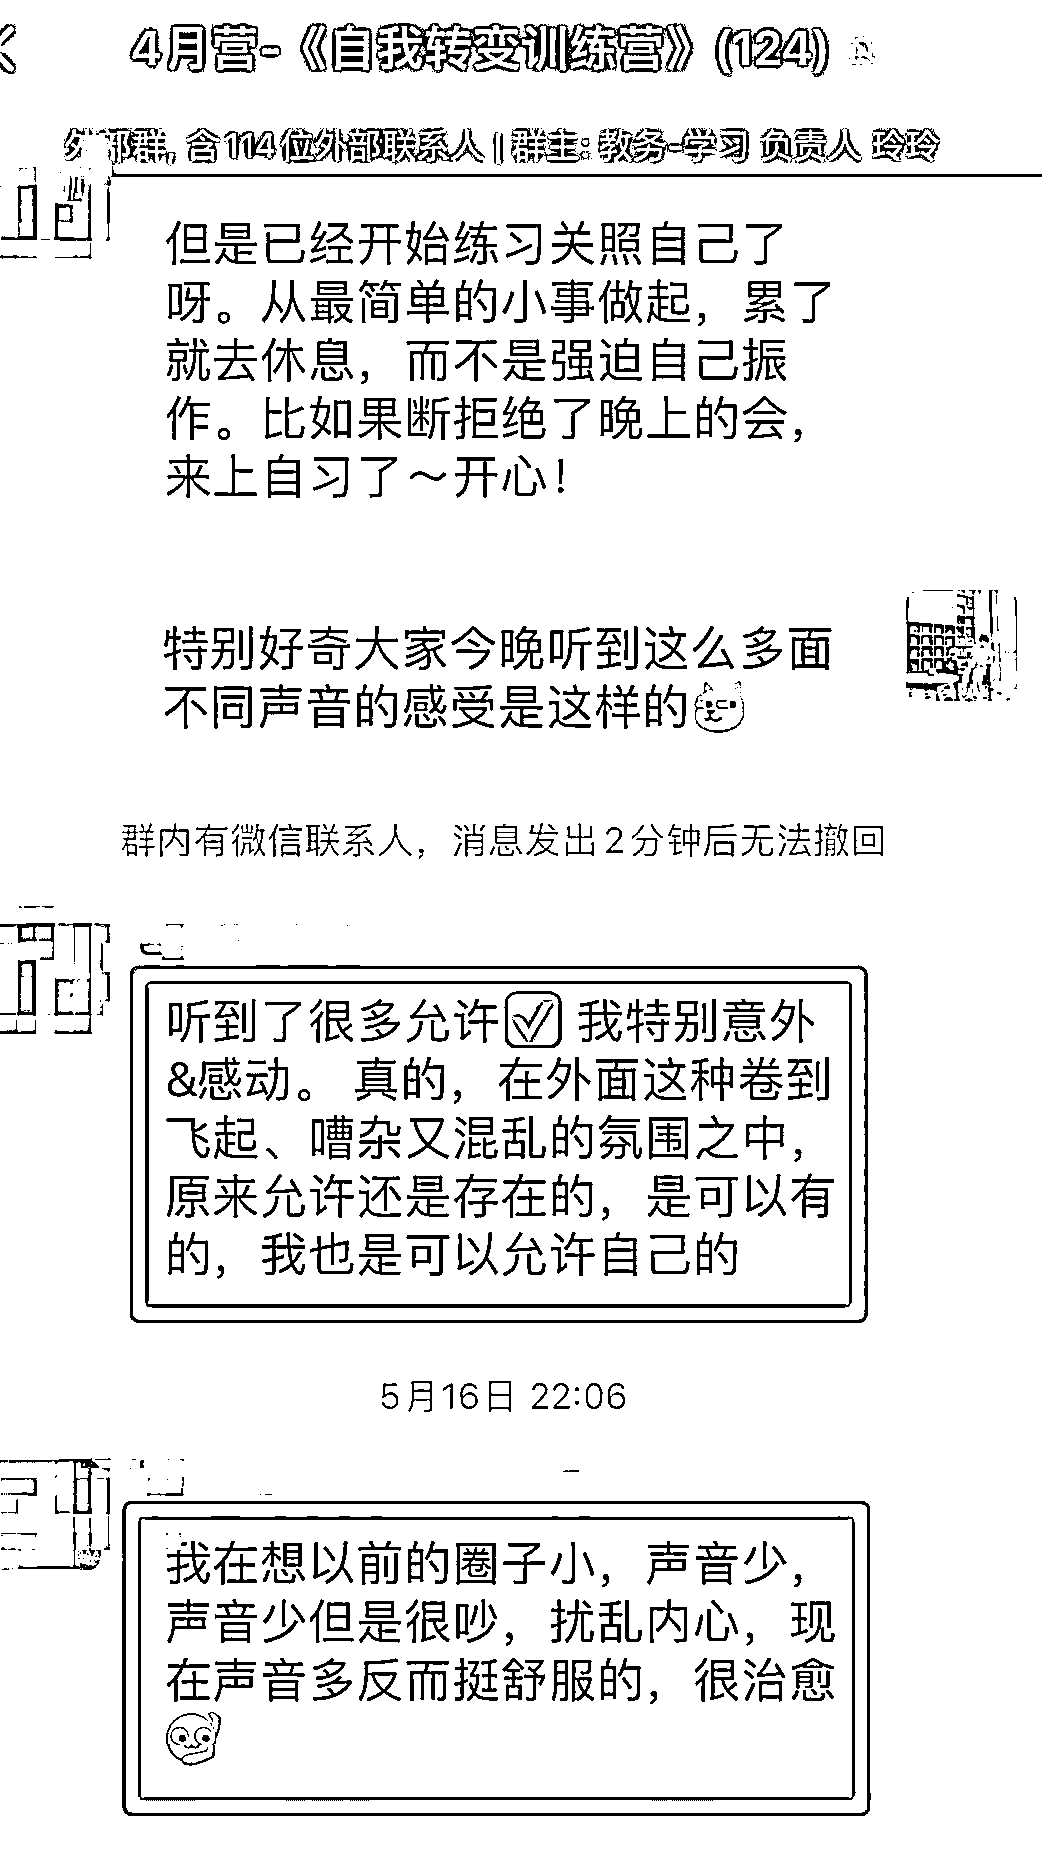 4月营-《自我转变训练营》(124)
外部群, 含114位外部联系人 | 群主: 教务-学习 负责人 玲玲
但是已经开始练习关照自己了
呀。从最简单的小事做起，累了
就去休息，而不是强迫自己振
作。比如果断拒绝了晚上的会，
来上自习了～开心！
特别好奇大家今晚听到这么多面
不同声音的感受是这样的
群内有微信联系人，消息发出2分钟后无法撤回
听到了很多允许✅ 我特别意外
&感动。 真的，在外面这种卷到
飞起、嘈杂又混乱的氛围之中，
原来允许还是存在的，是可以有
的，我也是可以允许自己的
5月16日 22:06
我在想以前的圈子小，声音少，
声音少但是很吵，扰乱内心，现
在声音多反而挺舒服的，很治愈